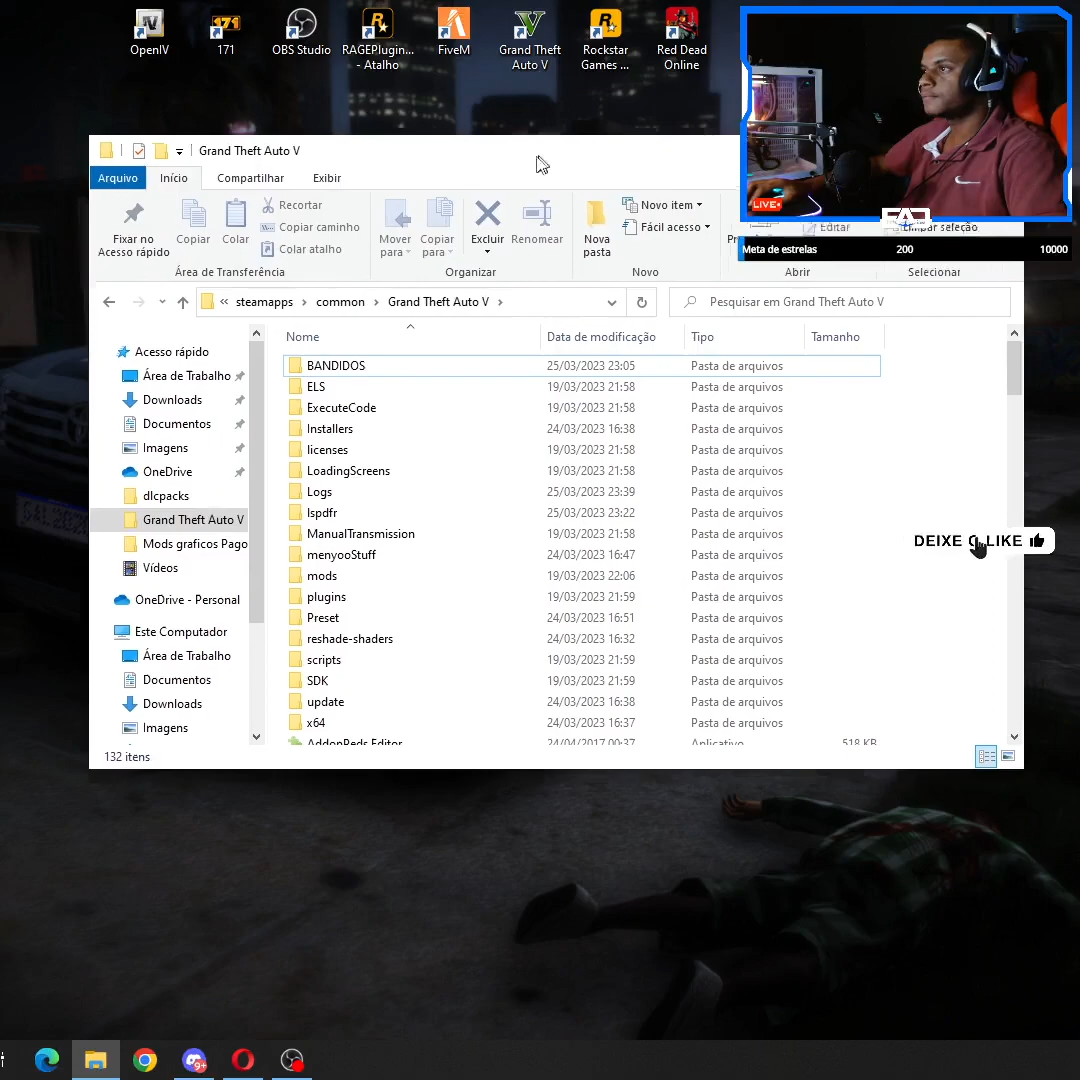 OpenIV
171
171
OBS Studio
RAGEPlugin...
- Atalho
FiveM
Grand Theft
Auto V
Rockstar
Games ...
Red Dead
Online
LIVE
Meta de estrelas 200 10000
Grand Theft Auto V
Arquivo Início Compartilhar Exibir
Fixar no
Acesso rápido
Copiar
Colar
Recortar
Copiar caminho
Colar atalho
Mover
para
Copiar
para
Excluir
Renomear
Nova
pasta
Novo item
Fácil acesso
Editar
seleção
Área de Transferência Organizar Novo Abrir Selecionar
« steamapps > common > Grand Theft Auto V >
Pesquisar em Grand Theft Auto V
Acesso rápido
Área de Trabalho
Downloads
Documentos
Imagens
OneDrive
dlcpacks
Grand Theft Auto V
Mods graficos Pago
Vídeos
OneDrive - Personal
Este Computador
Área de Trabalho
Documentos
Downloads
Imagens
Nome Data de modificação Tipo Tamanho
BANDIDOS 25/03/2023 23:05 Pasta de arquivos
ELS 19/03/2023 21:58 Pasta de arquivos
ExecuteCode 19/03/2023 21:58 Pasta de arquivos
Installers 24/03/2023 16:38 Pasta de arquivos
licenses 19/03/2023 21:58 Pasta de arquivos
LoadingScreens 19/03/2023 21:58 Pasta de arquivos
Logs 25/03/2023 23:39 Pasta de arquivos
lspdfr 25/03/2023 23:22 Pasta de arquivos
ManualTransmission 19/03/2023 21:58 Pasta de arquivos
menyooStuff 24/03/2023 16:47 Pasta de arquivos
mods 19/03/2023 22:06 Pasta de arquivos
plugins 19/03/2023 21:59 Pasta de arquivos
Preset 24/03/2023 16:51 Pasta de arquivos
reshade-shaders 24/03/2023 16:32 Pasta de arquivos
scripts 19/03/2023 21:59 Pasta de arquivos
SDK 19/03/2023 21:59 Pasta de arquivos
update 24/03/2023 16:38 Pasta de arquivos
x64 24/03/2023 16:37 Pasta de arquivos
AddonPeds Editor 24/04/2017 00:37 Aplicativo 518 KB
DEIXE O LIKE
132 itens
9+